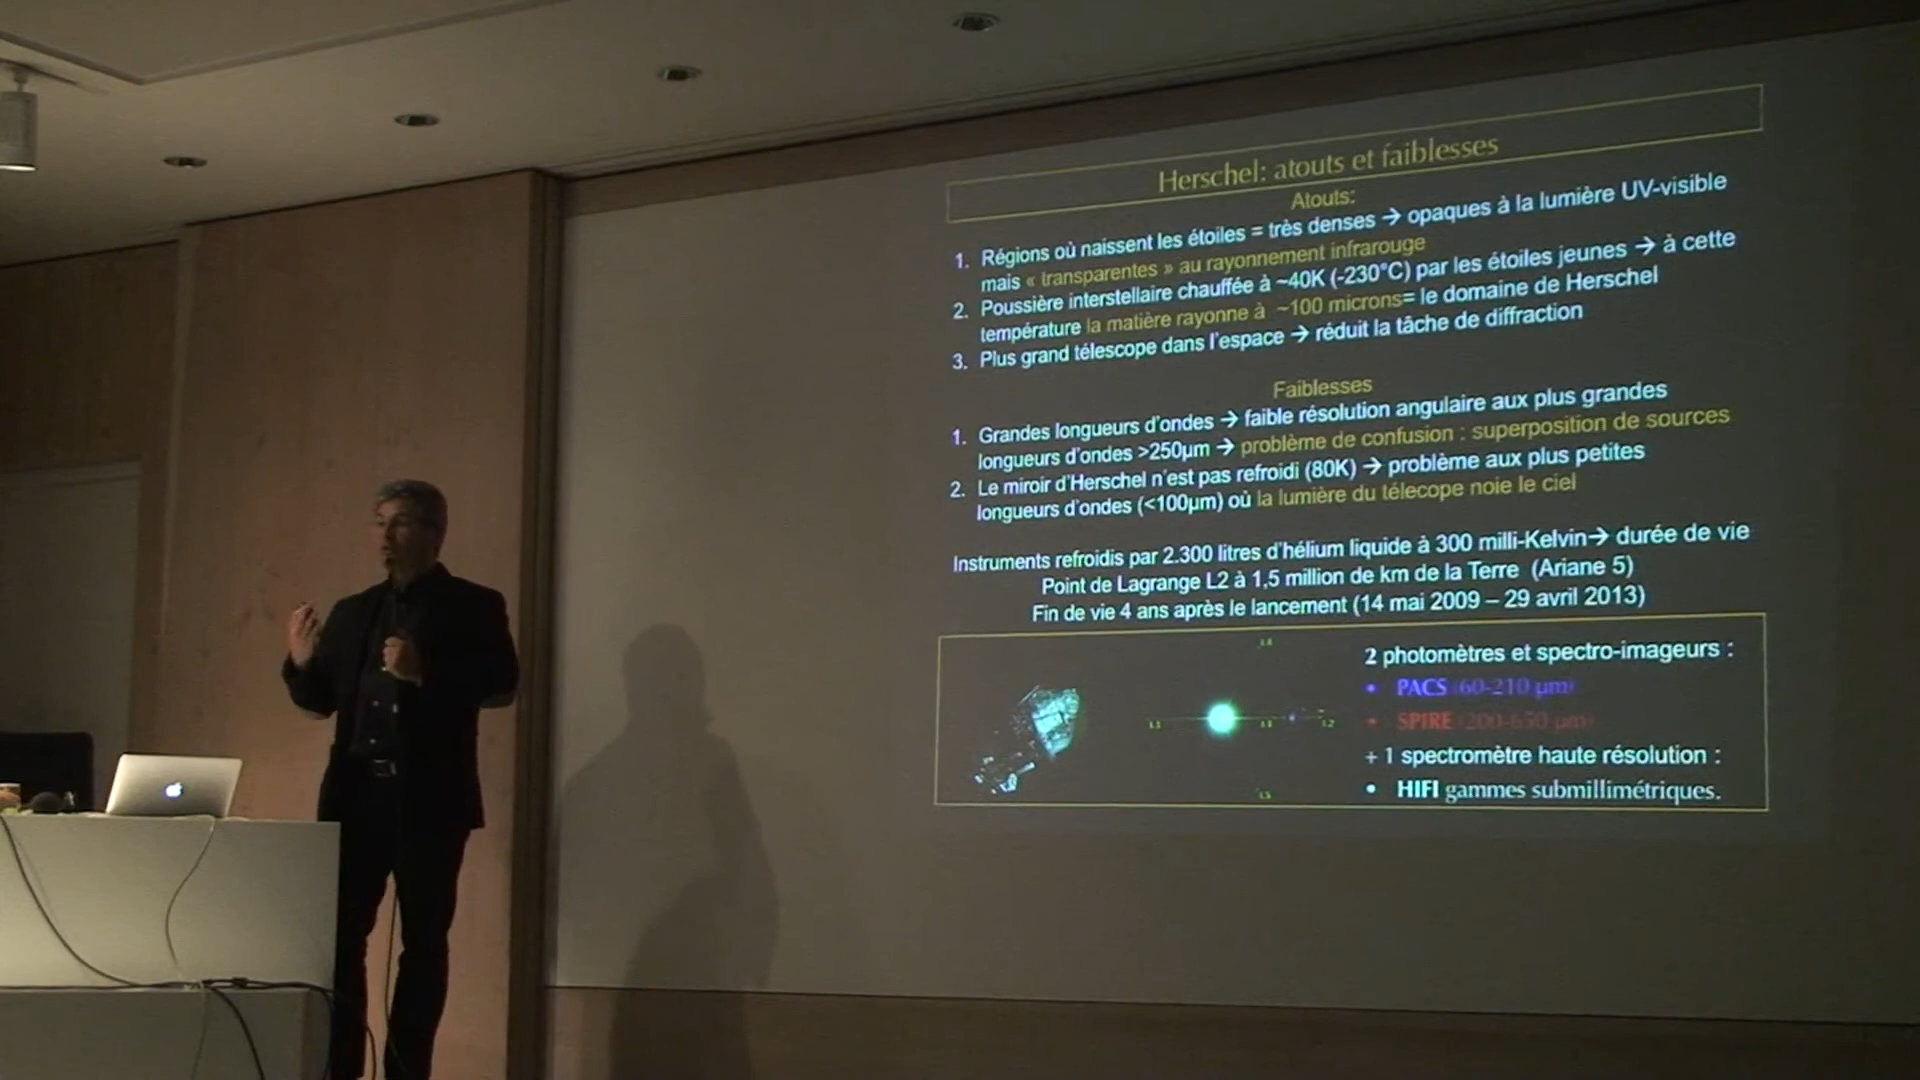 Herschel: atouts et faiblesses
Atouts:
1. Régions où naissent les étoiles = très denses → opaques à la lumière UV-visible
mais « transparentes » au rayonnement infrarouge
2. Poussière interstellaire chauffée à ~40K (-230°C) par les étoiles jeunes → à cette
température la matière rayonne à ~100 microns= le domaine de Herschel
3. Plus grand télescope dans l'espace → réduit la tâche de diffraction
Faiblesses
1. Grandes longueurs d'ondes → faible résolution angulaire aux plus grandes
longueurs d'ondes >250µm → problème de confusion : superposition de sources
2. Le miroir d'Herschel n'est pas refroidi (80K) → problème aux plus petites
longueurs d'ondes (<100µm) où la lumière du télecope noie le ciel
Instruments refroidis par 2.300 litres d'hélium liquide à 300 milli-Kelvin→ durée de vie
Point de Lagrange L2 à 1,5 million de km de la Terre (Ariane 5)
Fin de vie 4 ans après le lancement (14 mai 2009 – 29 avril 2013)
2 photomètres et spectro-imageurs :
• PACS (60-210 µm)
• SPIRE (200-650 µm)
+ 1 spectromètre haute résolution :
• HIFI gammes submillimétriques.